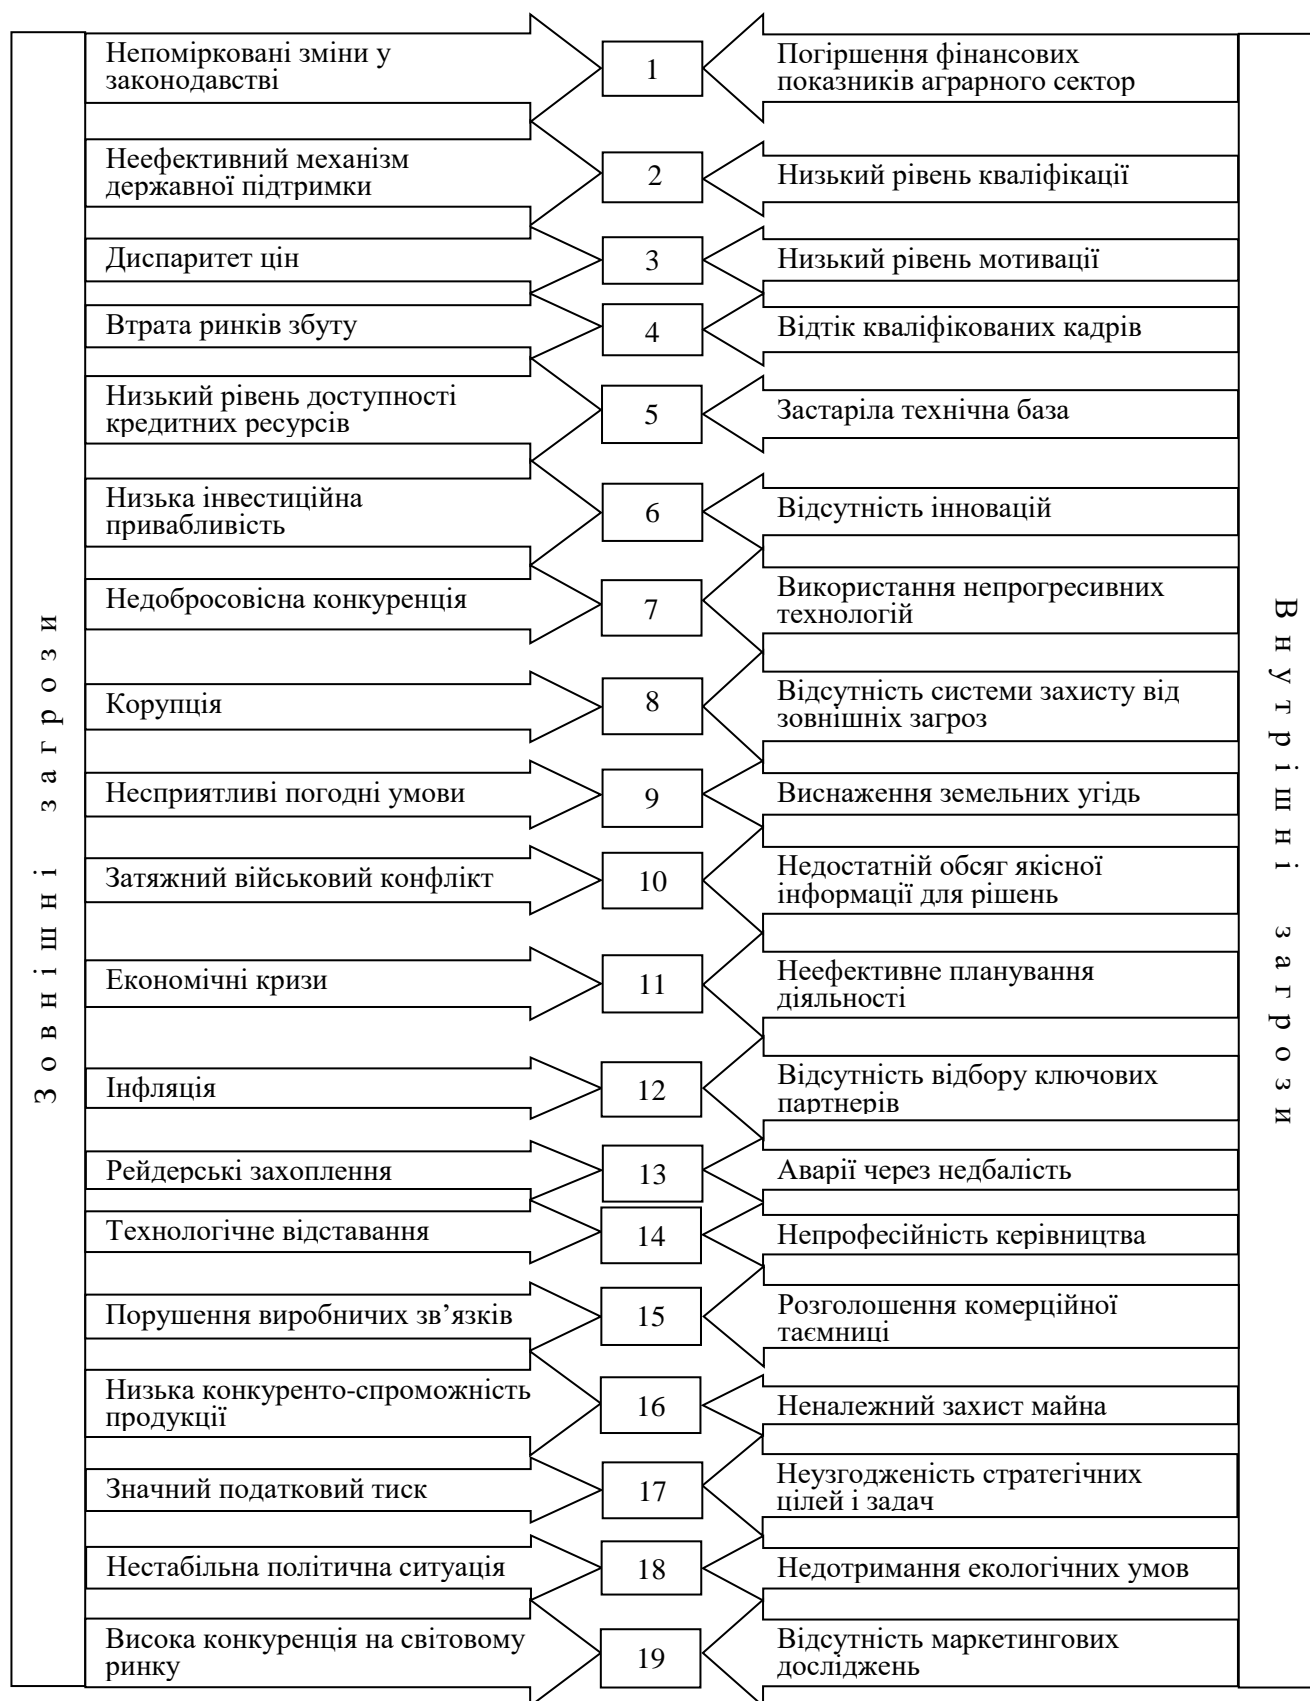 Зовнішні загрози
Непомірковані зміни у
законодавстві
1
Погіршення фінансових
показників аграрного сектор
Неефективний механізм
державної підтримки
2
Низький рівень кваліфікації
Диспаритет цін
3
Низький рівень мотивації
Втрата ринків збуту
4
Відтік кваліфікованих кадрів
Низький рівень доступності
кредитних ресурсів
5
Застаріла технічна база
Низька інвестиційна
привабливість
6
Відсутність інновацій
Недобросовісна конкуренція
7
Використання непрогресивних
технологій
Корупція
8
Відсутність системи захисту від
зовнішніх загроз
Несприятливі погодні умови
9
Виснаження земельних угідь
Затяжний військовий конфлікт
10
Недостатній обсяг якісної
інформації для рішень
Економічні кризи
11
Неефективне планування
діяльності
Інфляція
12
Відсутність відбору ключових
партнерів
Рейдерські захоплення
13
Аварії через недбалість
Технологічне відставання
14
Непрофесійність керівництва
Порушення виробничих зв’язків
15
Розголошення комерційної
таємниці
Низька конкуренто-спроможність
продукції
16
Неналежний захист майна
Значний податковий тиск
17
Неузгодженість стратегічних
цілей і задач
Нестабільна політична ситуація
18
Недотримання екологічних умов
Висока конкуренція на світовому
ринку
19
Відсутність маркетингових
досліджень
Внутрішні загрози